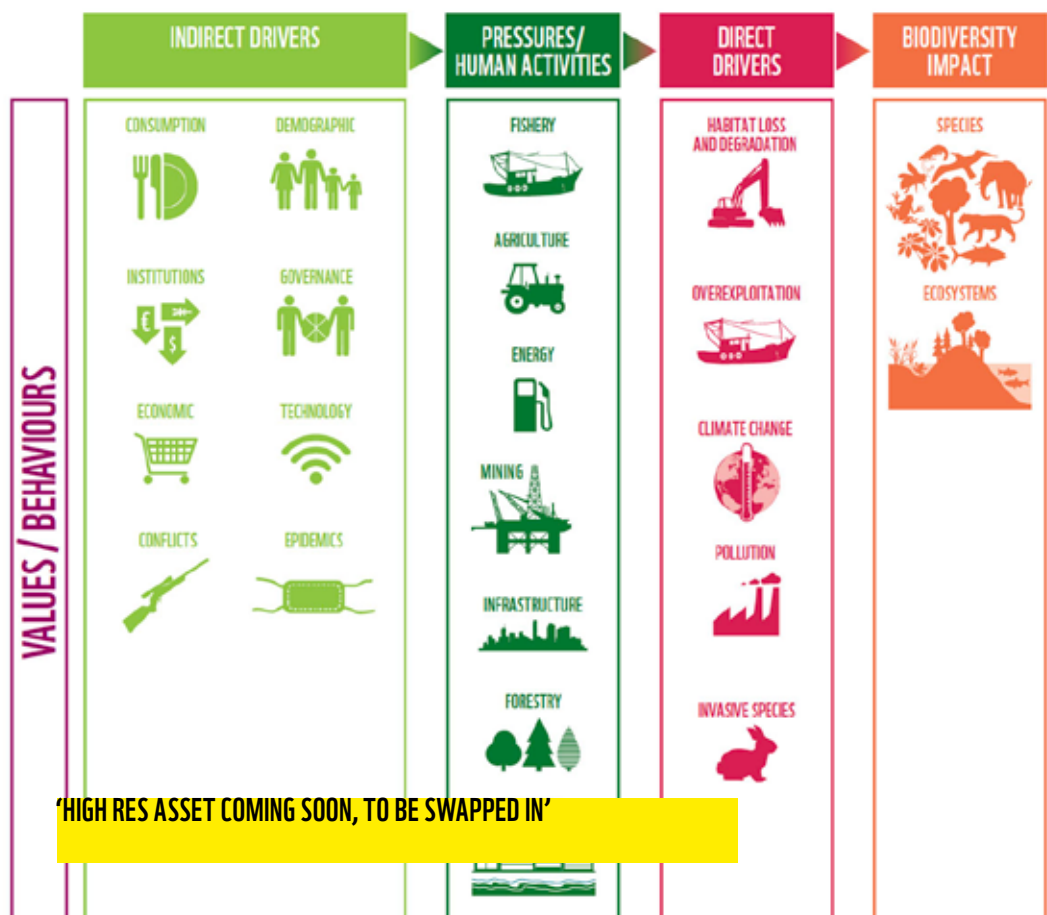 INDIRECT DRIVERS
PRESSURES/
HUMAN ACTIVITIES
DIRECT
DRIVERS
BIODIVERSITY
IMPACT
VALUES / BEHAVIOURS
CONSUMPTION
DEMOGRAPHIC
INSTITUTIONS
GOVERNANCE
€
$
ECONOMIC
TECHNOLOGY
CONFLICTS
EPIDEMICS
FISHERY
AGRICULTURE
ENERGY
MINING
INFRASTRUCTURE
FORESTRY
HABITAT LOSS
AND DEGRADATION
OVEREXPLOITATION
CLIMATE CHANGE
POLLUTION
INVASIVE SPECIES
SPECIES
ECOSYSTEMS
‘HIGH RES ASSET COMING SOON, TO BE SWAPPED IN’